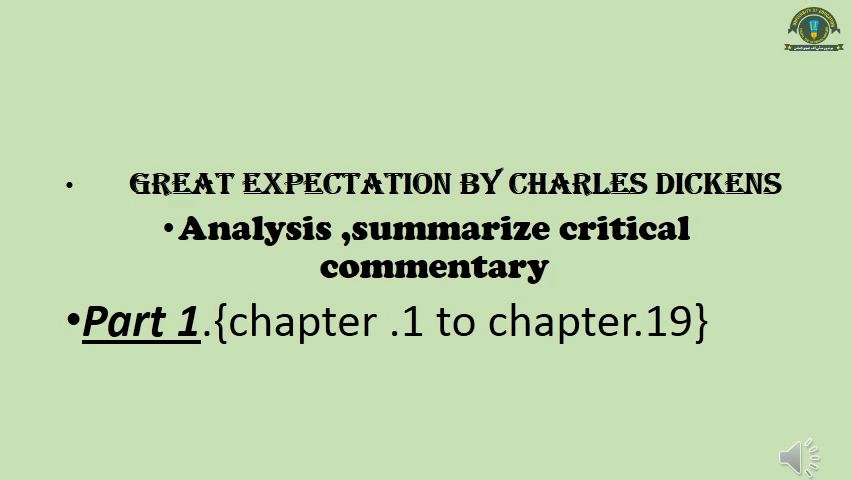 • GREAT EXPECTATION BY CHARLES DICKENS
•Analysis ,summarize critical
commentary
•Part 1.{chapter .1 to chapter.19}